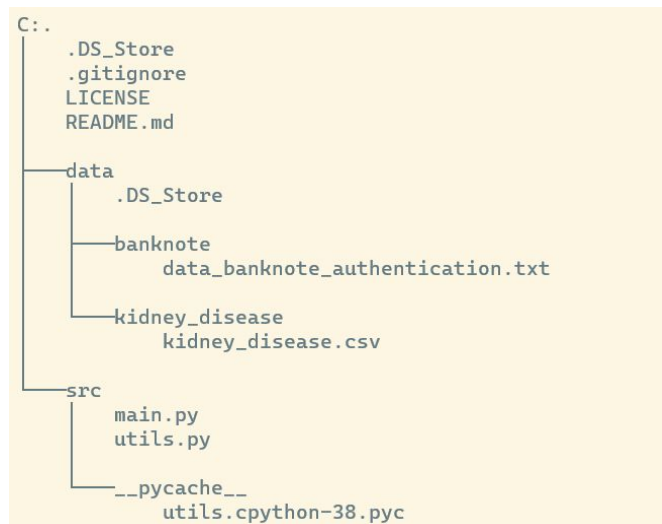 C:.
.DS_Store
.gitignore
LICENSE
README.md
data
.DS_Store
banknote
data_banknote_authentication.txt
kidney_disease
kidney_disease.csv
src
main.py
utils.py
__pycache__
utils.cpython-38.pyc